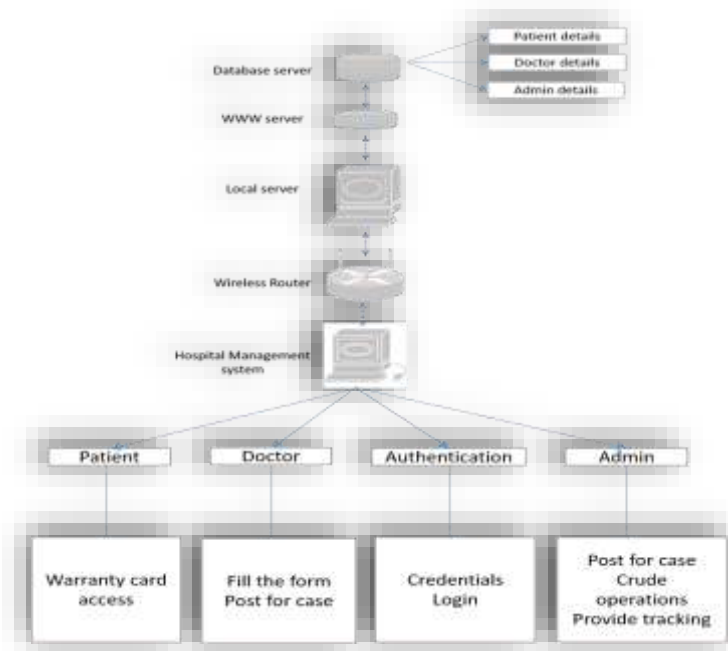 Patient details
Database server
Doctor details
Admin details
WWW server
Local server
Wireless Router
Hospital Management
system
Patient
Doctor
Authentication
Admin
Warranty card
access
Fill the form
Post for case
Credentials
Login
Post for case
Crude
operations
Provide tracking